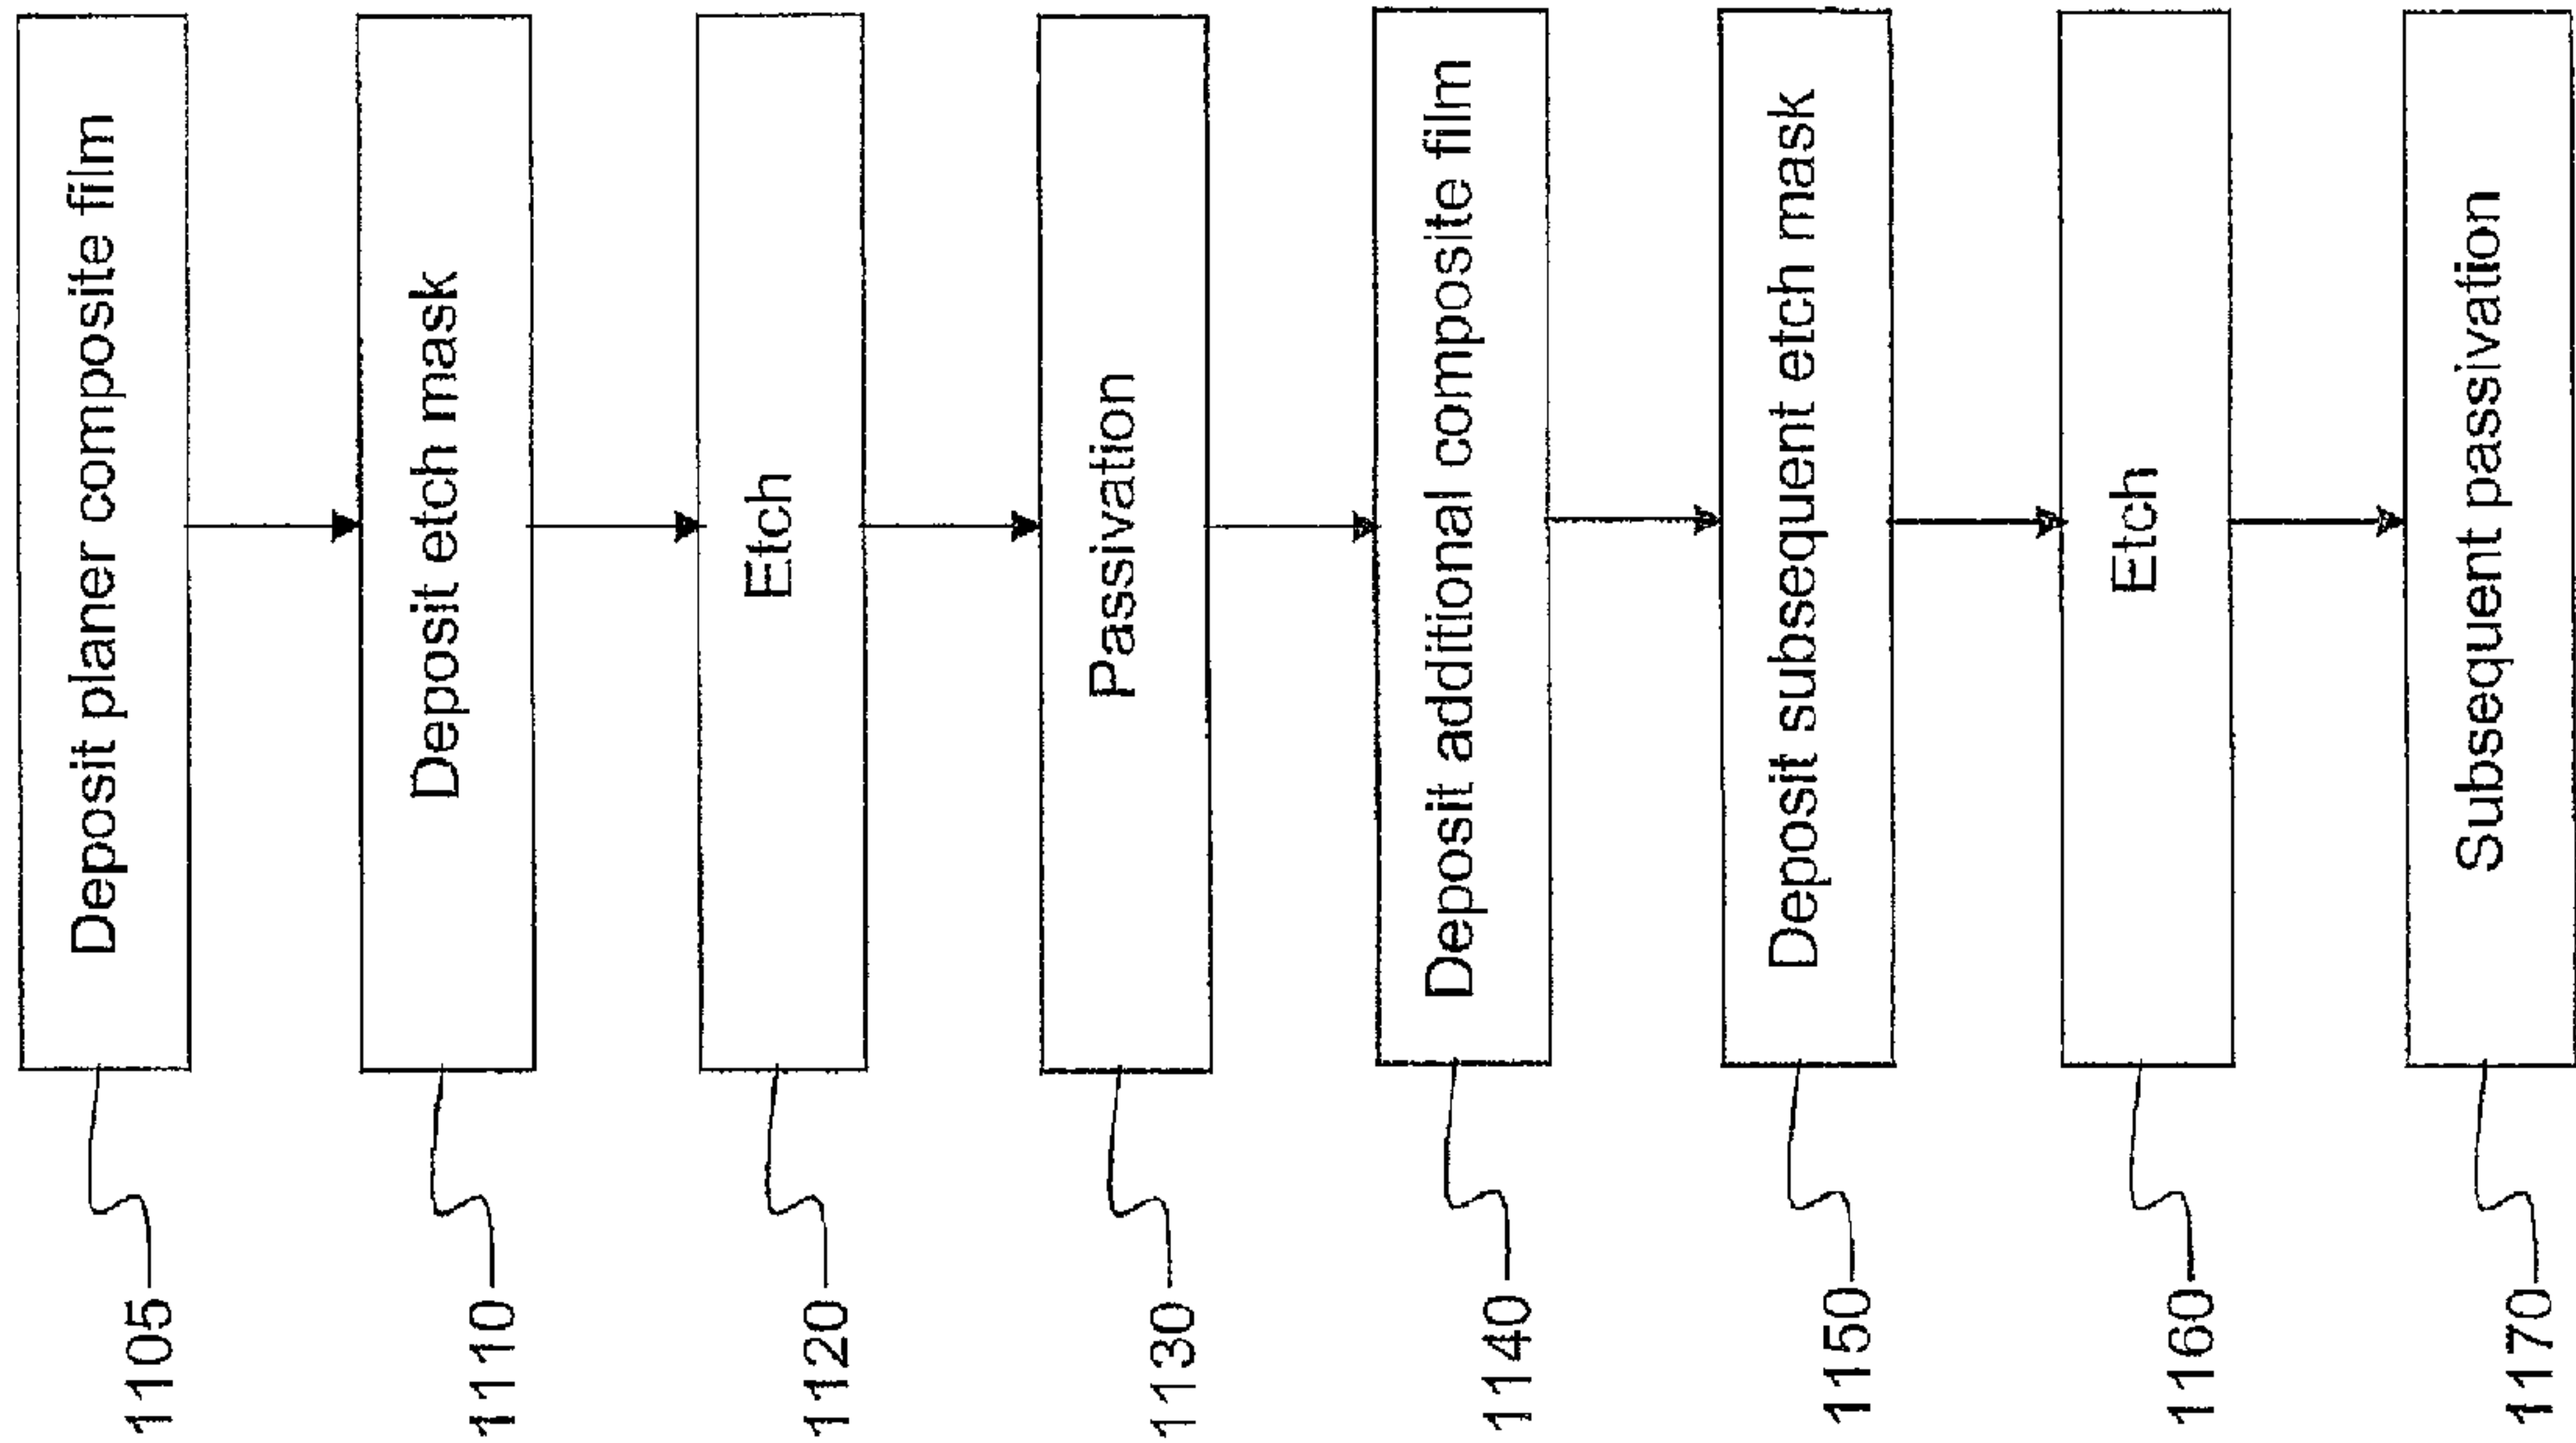 1105 Deposit planer composite film
1110 Deposit etch mask
1120 Etch
1130 Passivation
1140 Deposit additional composite film
1150 Deposit subsequent etch mask
1160 Etch
1170 Subsequent passivation